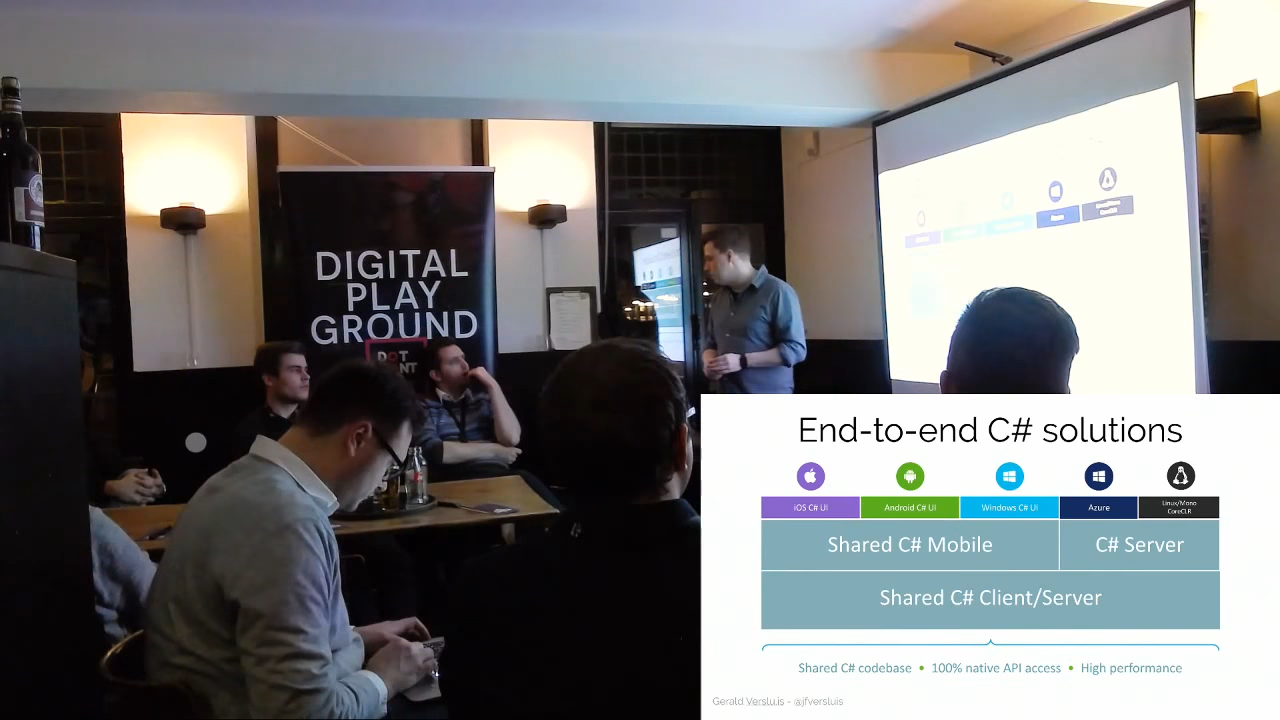 DIGITAL
PLAY
GROUND
End-to-end C# solutions
iOS C# UI
Android C# UI
Windows C# UI
Azure
Linux/Mono
CoreCLR
Shared C# Mobile
C# Server
Shared C# Client/Server
Shared C# codebase • 100% native API access • High performance
Gerald Versluis - @jfversluis